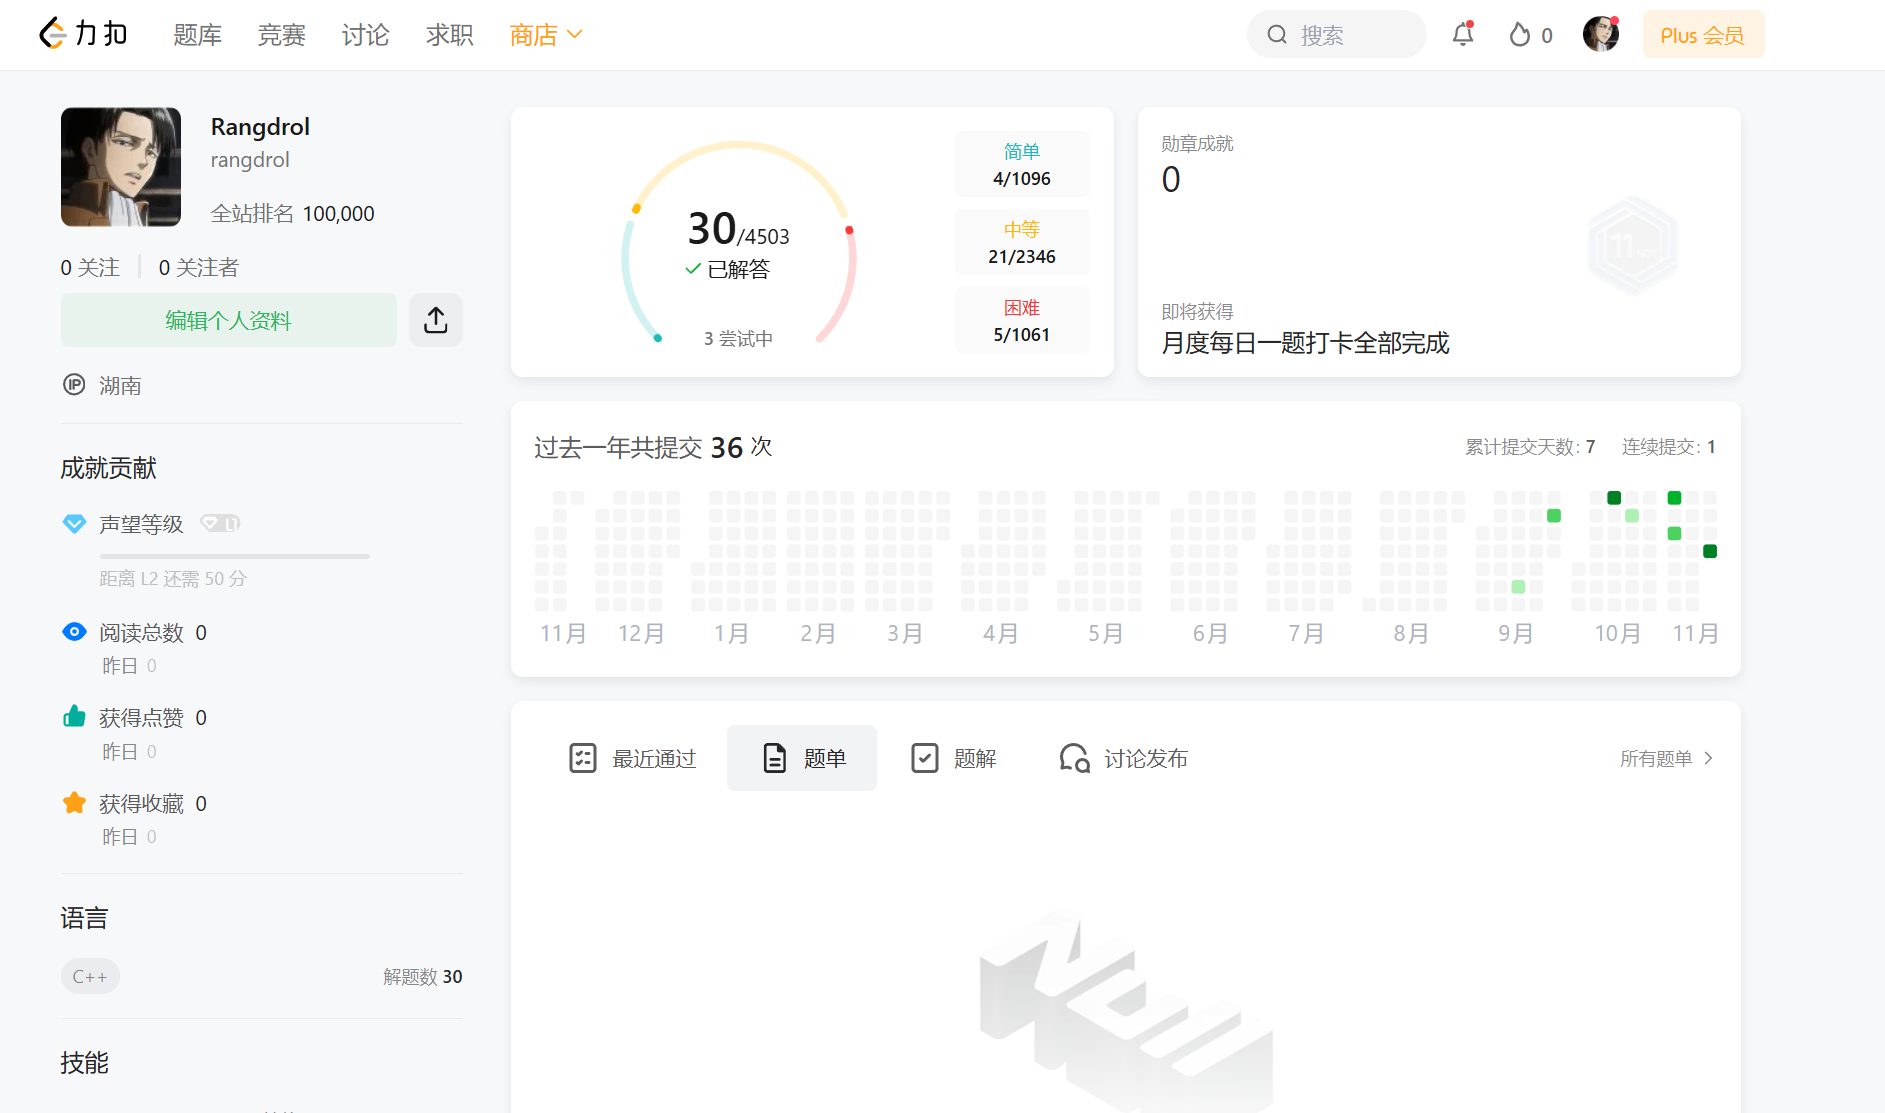 力扣 题库 竞赛 讨论 求职 商店 搜索 0 Plus 会员
Rangdrol
rangdrol
全站排名 100,000
0 关注 0 关注者
编辑个人资料
IP 湖南
成就贡献
声望等级 L1
距离 L2 还需 50 分
阅读总数 0
昨日 0
获得点赞 0
昨日 0
获得收藏 0
昨日 0
语言
C++ 解题数 30
技能
30/4503
已解答
3 尝试中
简单
4/1096
中等
21/2346
困难
5/1061
勋章成就
0
11
即将获得
月度每日一题打卡全部完成
过去一年共提交 36 次
累计提交天数: 7 连续提交: 1
11月 12月 1月 2月 3月 4月 5月 6月 7月 8月 9月 10月 11月
最近通过 题单 题解 讨论发布 所有题单
Null